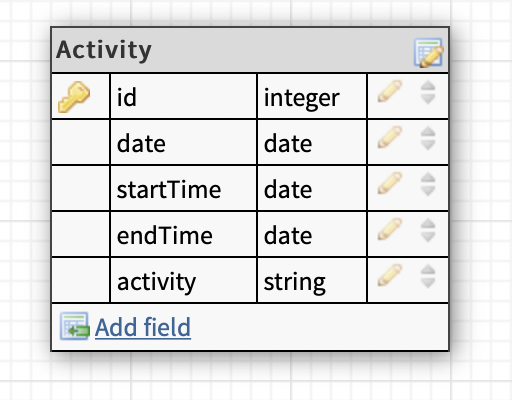 Activity
id integer
date date
startTime date
endTime date
activity string
Add field